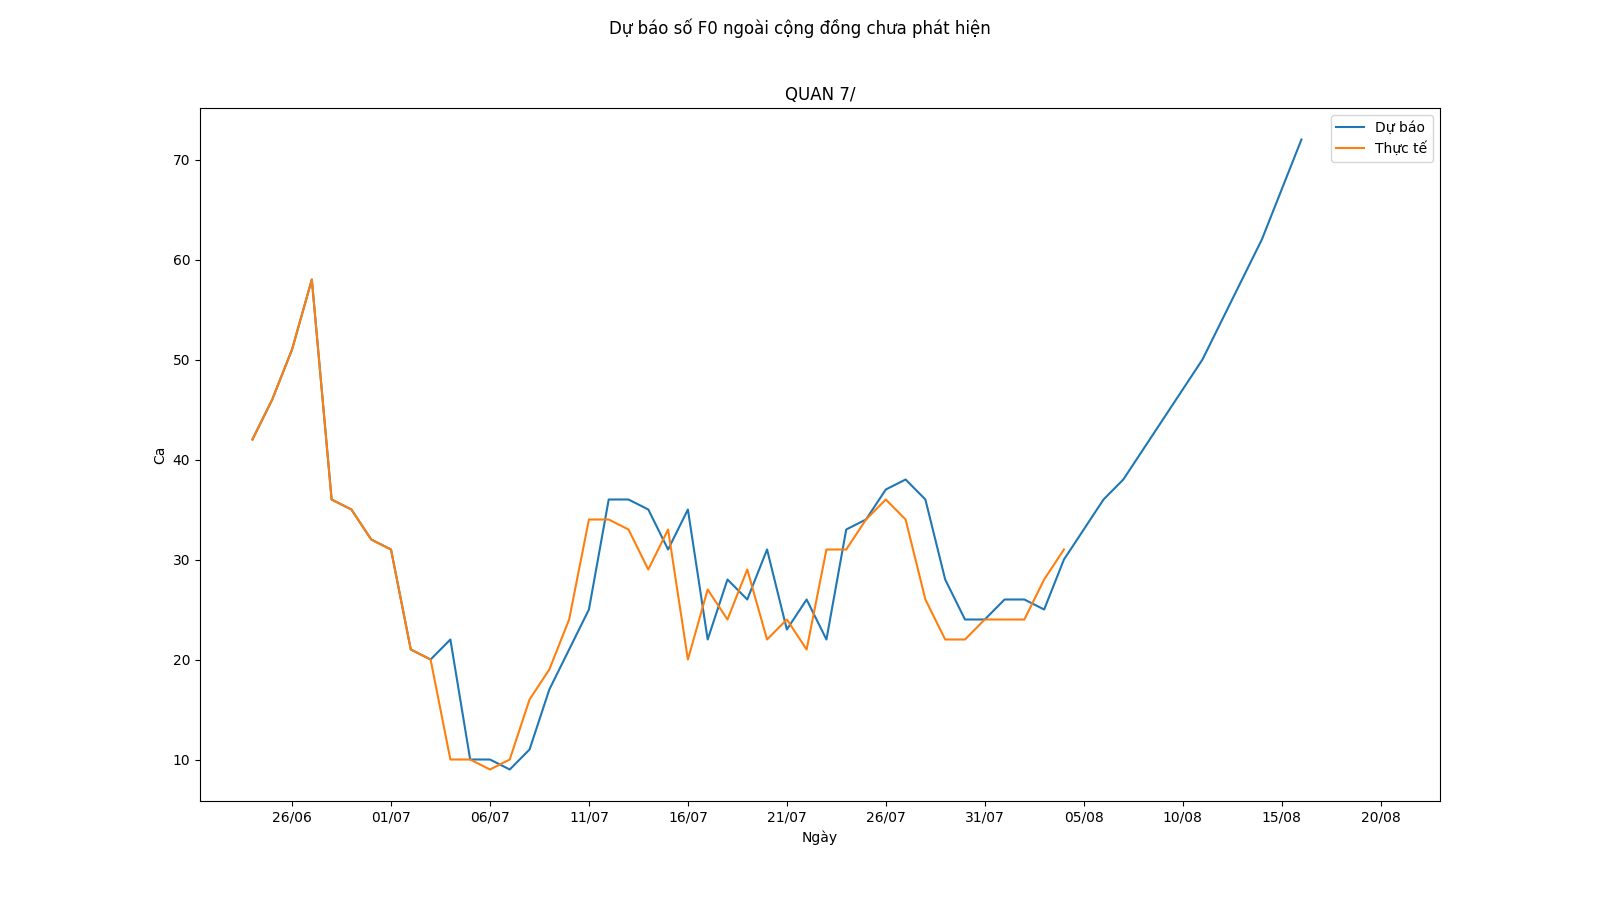 Dự báo số F0 ngoài cộng đồng chưa phát hiện
QUAN 7/
Dự báo
Thực tế
70
60
50
40
30
20
10
Ca
26/06 01/07 06/07 11/07 16/07 21/07 26/07 31/07 05/08 10/08 15/08 20/08
Ngày